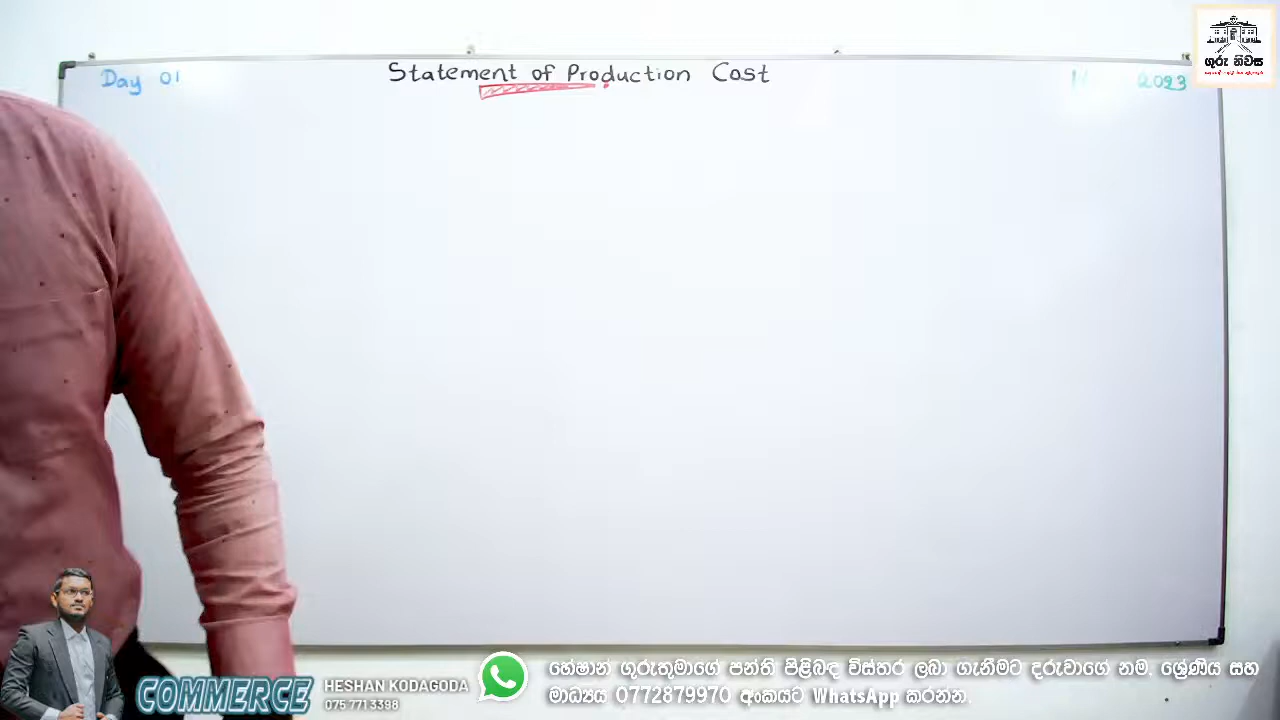 Day 01
Statement of Production Cost
2023
ගුරු නිවස
COMMERCE
HESHAN KODAGODA
075 771 3398
හේෂාන් ගුරුතුමාගේ පන්ති පිළිබඳ විස්තර ලබා ගැනීමට දරුවාගේ නම, ශ්‍රේණිය සහ
මාධ්‍යය 0772879970 අංකයට WhatsApp කරන්න.